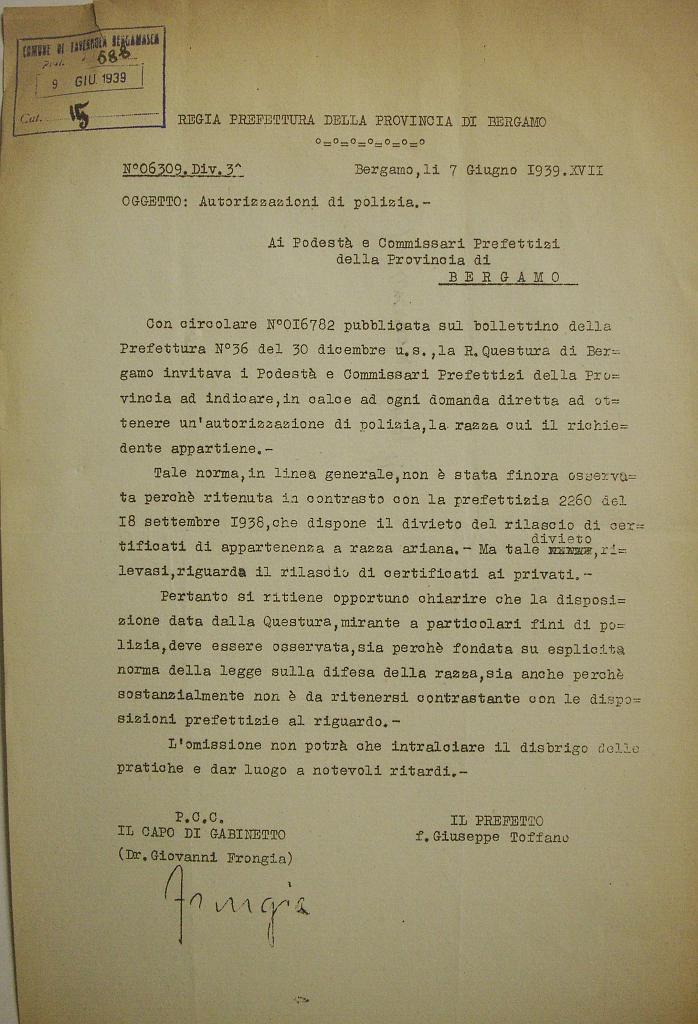 COMUNE DI TAVERNOLA BERGAMASCA
Prot. 688
9 GIU 1939
Cat. 15
REGIA PREFETTURA DELLA PROVINCIA DI BERGAMO
°=°=°=°=°=°=°
N°06309.Div.3^ Bergamo,li 7 Giugno 1939.XVII
OGGETTO: Autorizzazioni di polizia.-
Ai Podestà e Commissari Prefettizi
della Provincia di
B E R G A M O
Con circolare N°0I6782 pubblicata sul bollettino della
Prefettura N°36 del 30 dicembre u.s.,la R.Questura di Ber=
gamo invitava i Podestà e Commissari Prefettizi della Pro=
vincia ad indicare,in calce ad ogni domanda diretta ad ot=
tenere un'autorizzazione di polizia,la razza cui il richie=
dente appartiene.-
Tale norma,in linea generale,non è stata finora osserva=
ta perchè ritenuta in contrasto con la prefettizia 2260 del
I8 settembre I938,che dispone il divieto del rilascio di cer=
divieto
tificati di appartenenza a razza ariana.- Ma tale ,ri=
levasi,riguarda il rilascio di certificati ai privati.-
Pertanto si ritiene opportuno chiarire che la disposi=
zione data dalla Questura,mirante a particolari fini di po=
lizia,deve essere osservata,sia perchè fondata su esplicita
norma della legge sulla difesa della razza,sia anche perchè
sostanzialmente non è da ritenersi contrastante con le dispo=
sizioni prefettizie al riguardo.-
L'omissione non potrà che intralciare il disbrigo delle
pratiche e dar luogo a notevoli ritardi.-
P.C.C.
IL CAPO DI GABINETTO
(Dr.Giovanni Frongia)
IL PREFETTO
f.Giuseppe Toffano
Frongia